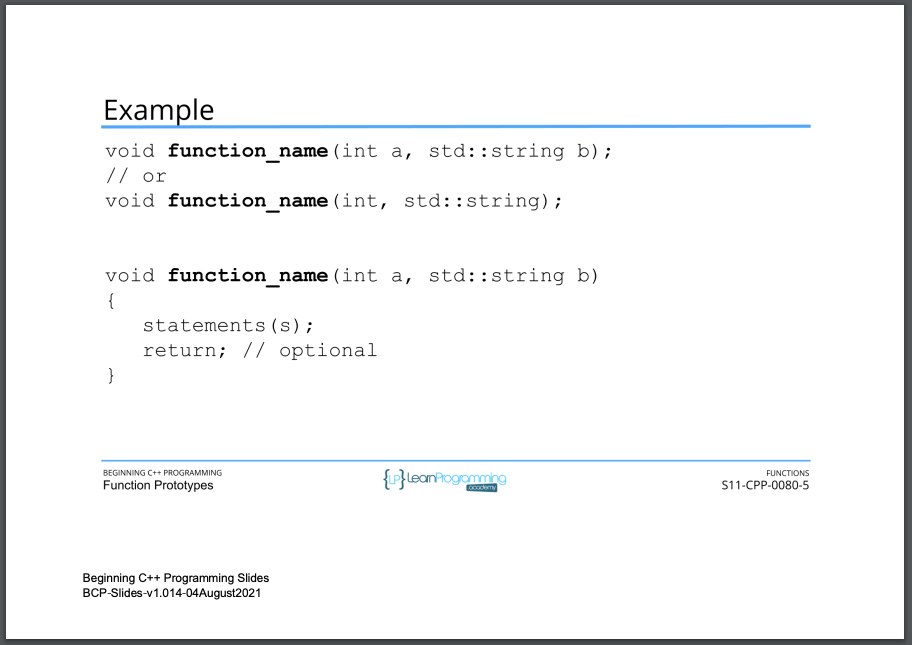 Example
void function_name(int a, std::string b);
// or
void function_name(int, std::string);
void function_name(int a, std::string b)
{
   statements(s);
   return; // optional
}
BEGINNING C++ PROGRAMMING
Function Prototypes
{LP} LearnProgramming
academy
FUNCTIONS
S11-CPP-0080-5
Beginning C++ Programming Slides
BCP-Slides-v1.014-04August2021